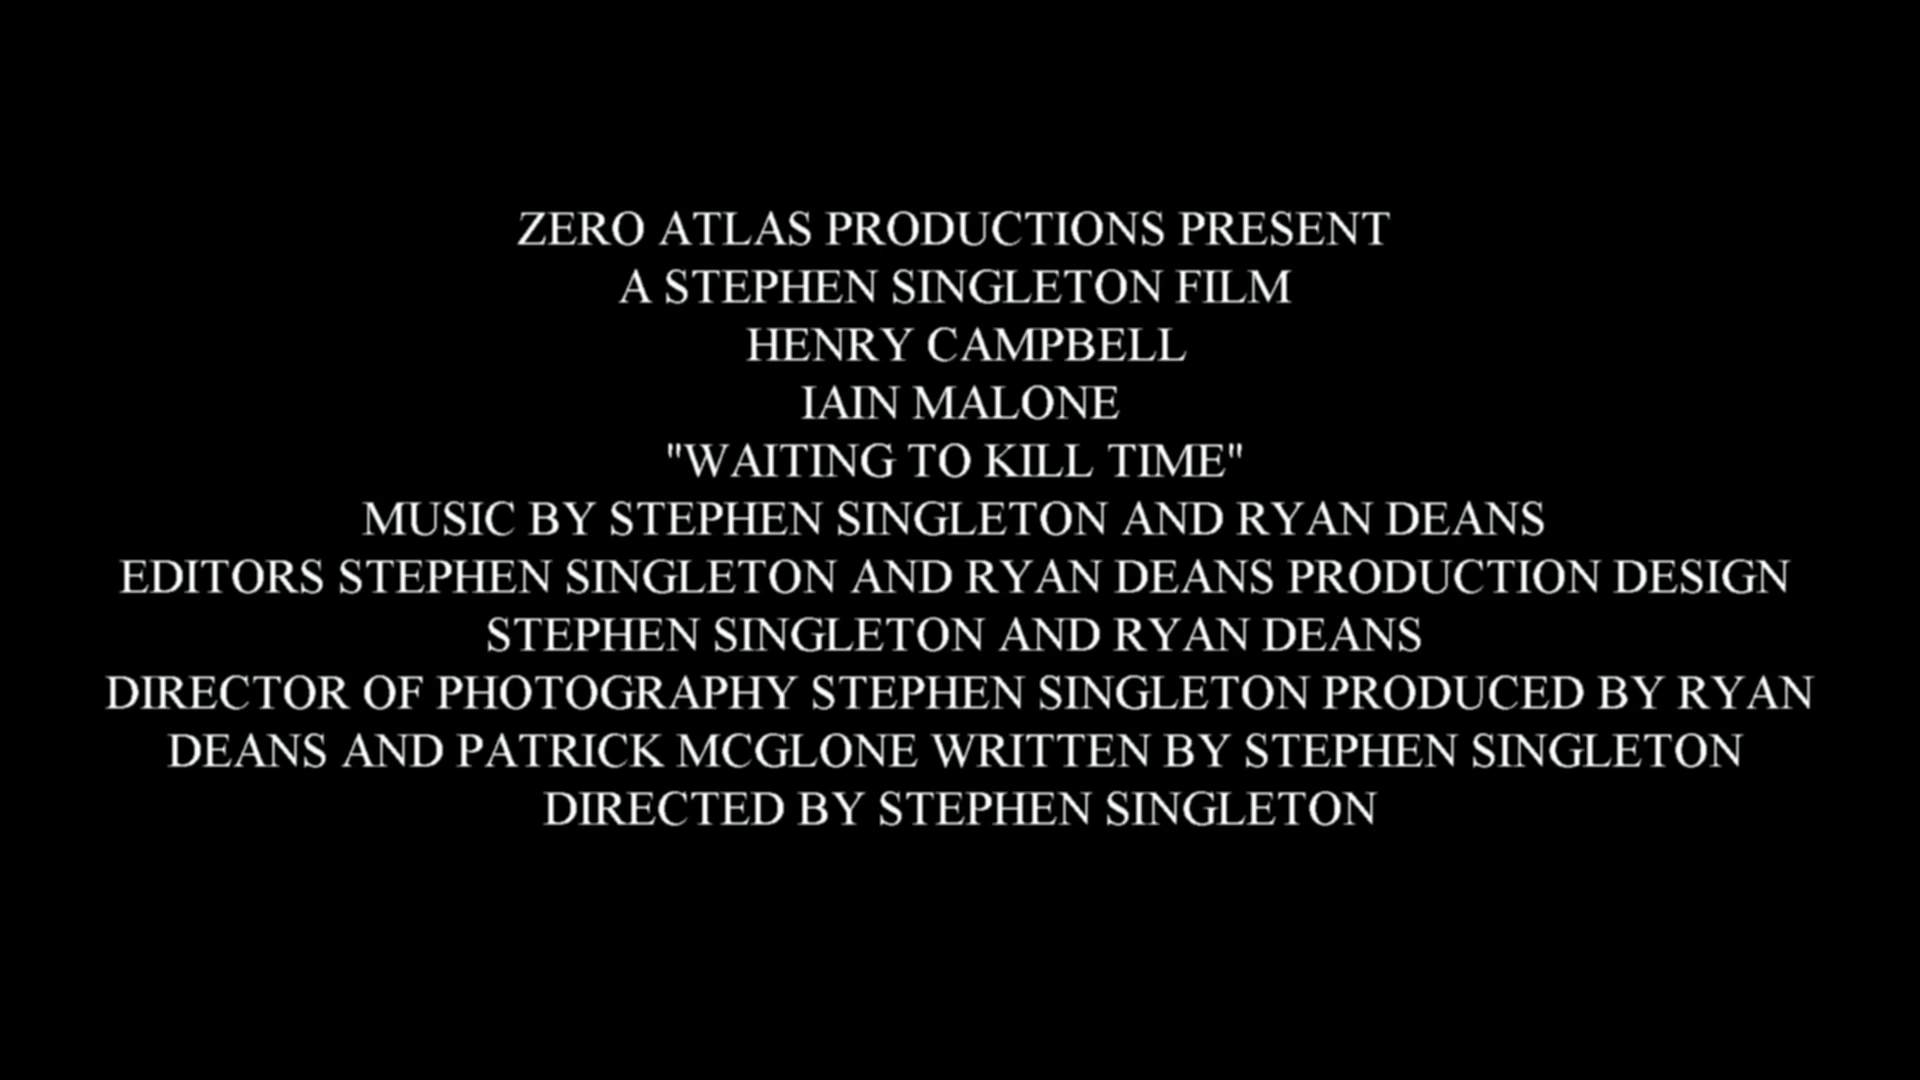 ZERO ATLAS PRODUCTIONS PRESENT
A STEPHEN SINGLETON FILM
HENRY CAMPBELL
IAIN MALONE
"WAITING TO KILL TIME"
MUSIC BY STEPHEN SINGLETON AND RYAN DEANS
EDITORS STEPHEN SINGLETON AND RYAN DEANS PRODUCTION DESIGN
STEPHEN SINGLETON AND RYAN DEANS
DIRECTOR OF PHOTOGRAPHY STEPHEN SINGLETON PRODUCED BY RYAN
DEANS AND PATRICK MCGLONE WRITTEN BY STEPHEN SINGLETON
DIRECTED BY STEPHEN SINGLETON